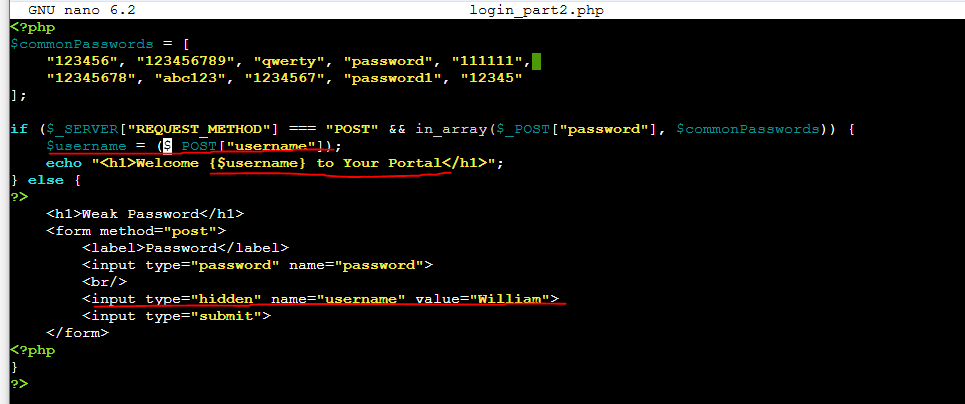 GNU nano 6.2 login_part2.php
<?php
$commonPasswords = [
    "123456", "123456789", "qwerty", "password", "111111",
    "12345678", "abc123", "1234567", "password1", "12345"
];

if ($_SERVER["REQUEST_METHOD"] === "POST" && in_array($_POST["password"], $commonPasswords)) {
    $username = ($_POST["username"]);
    echo "<h1>Welcome {$username} to Your Portal</h1>";
} else {
?>
    <h1>Weak Password</h1>
    <form method="post">
        <label>Password</label>
        <input type="password" name="password">
        <br/>
        <input type="hidden" name="username" value="William">
        <input type="submit">
    </form>
<?php
}
?>